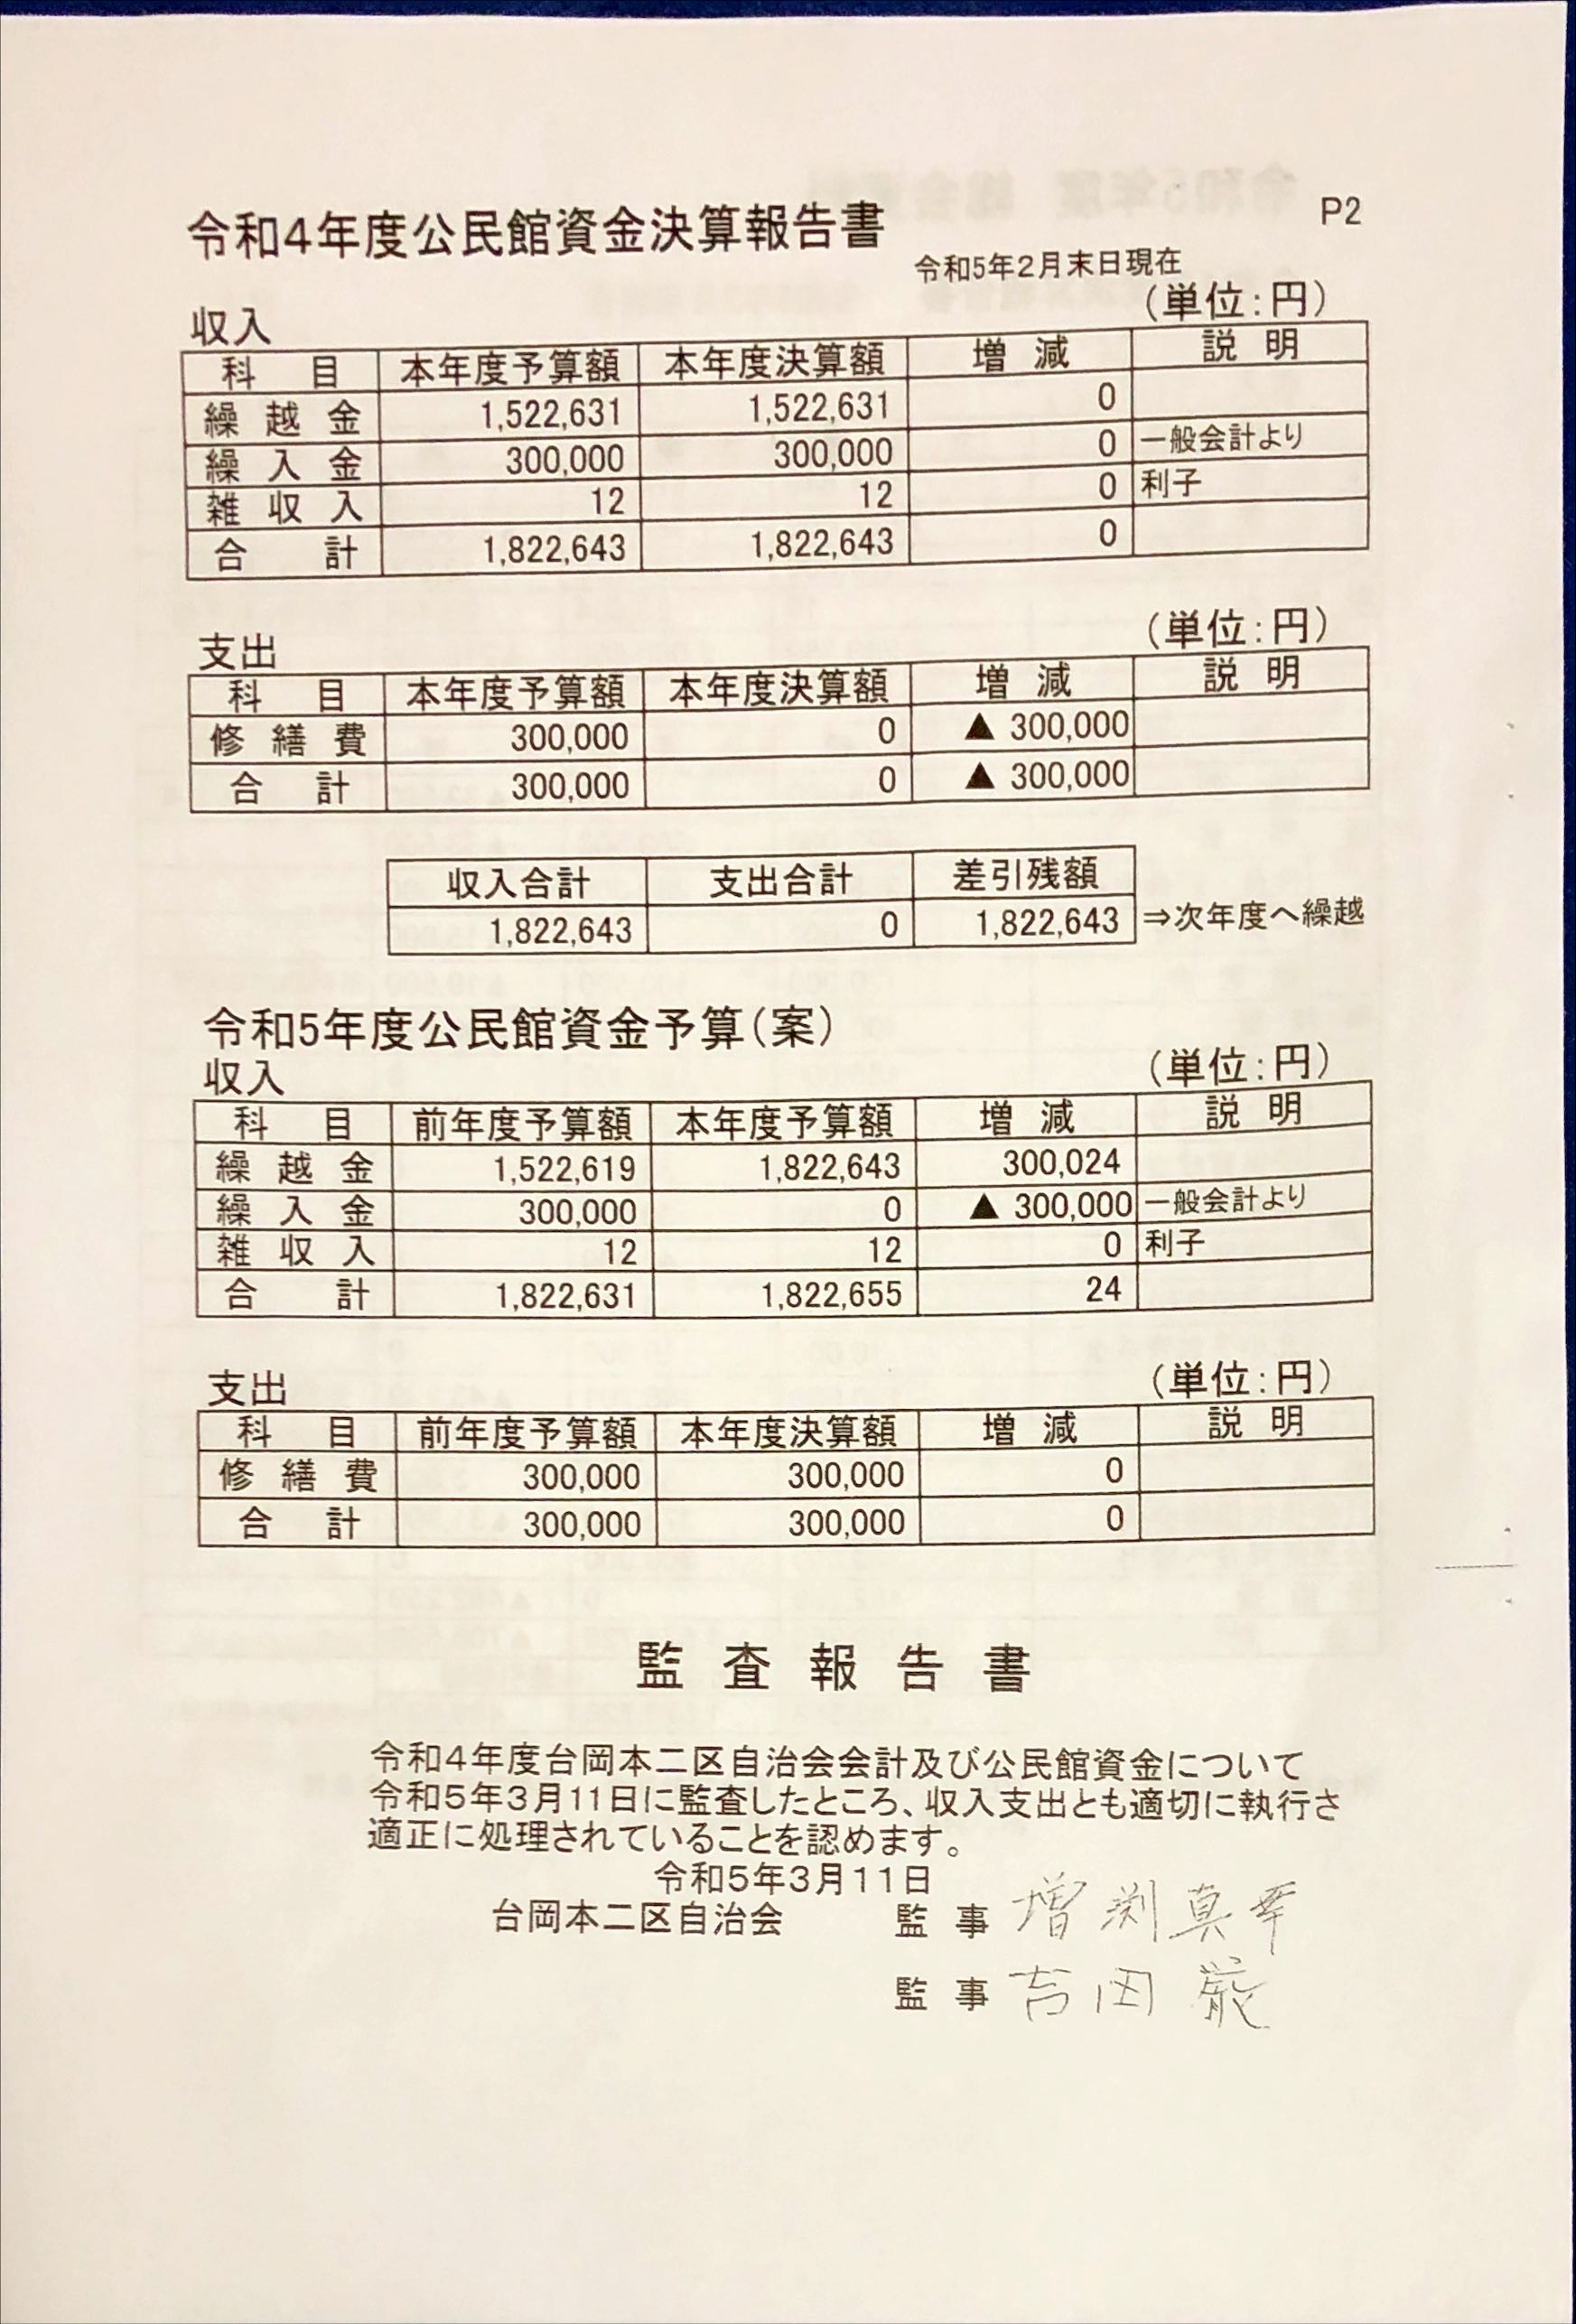 P2
令和4年度公民館資金決算報告書
令和5年2月末日現在
収入 (単位:円)
科 目 本年度予算額 本年度決算額 増 減 説 明
繰 越 金 1,522,631 1,522,631 0
繰 入 金 300,000 300,000 0 一般会計より
雑 収 入 12 12 0 利子
合 計 1,822,643 1,822,643 0
支出 (単位:円)
科 目 本年度予算額 本年度決算額 増 減 説 明
修 繕 費 300,000 0 ▲ 300,000
合 計 300,000 0 ▲ 300,000
収入合計 支出合計 差引残額
1,822,643 0 1,822,643 ⇒次年度へ繰越
令和5年度公民館資金予算(案)
収入 (単位:円)
科 目 前年度予算額 本年度予算額 増 減 説 明
繰 越 金 1,522,619 1,822,643 300,024
繰 入 金 300,000 0 ▲ 300,000 一般会計より
雑 収 入 12 12 0 利子
合 計 1,822,631 1,822,655 24
支出 (単位:円)
科 目 前年度予算額 本年度決算額 増 減 説 明
修 繕 費 300,000 300,000 0
合 計 300,000 300,000 0
監 査 報 告 書
令和4年度台岡本二区自治会会計及び公民館資金について
令和5年3月11日に監査したところ、収入支出とも適切に執行さ
適正に処理されていることを認めます。
令和5年3月11日
台岡本二区自治会 監 事 増渕真幸
監 事 吉田 巌